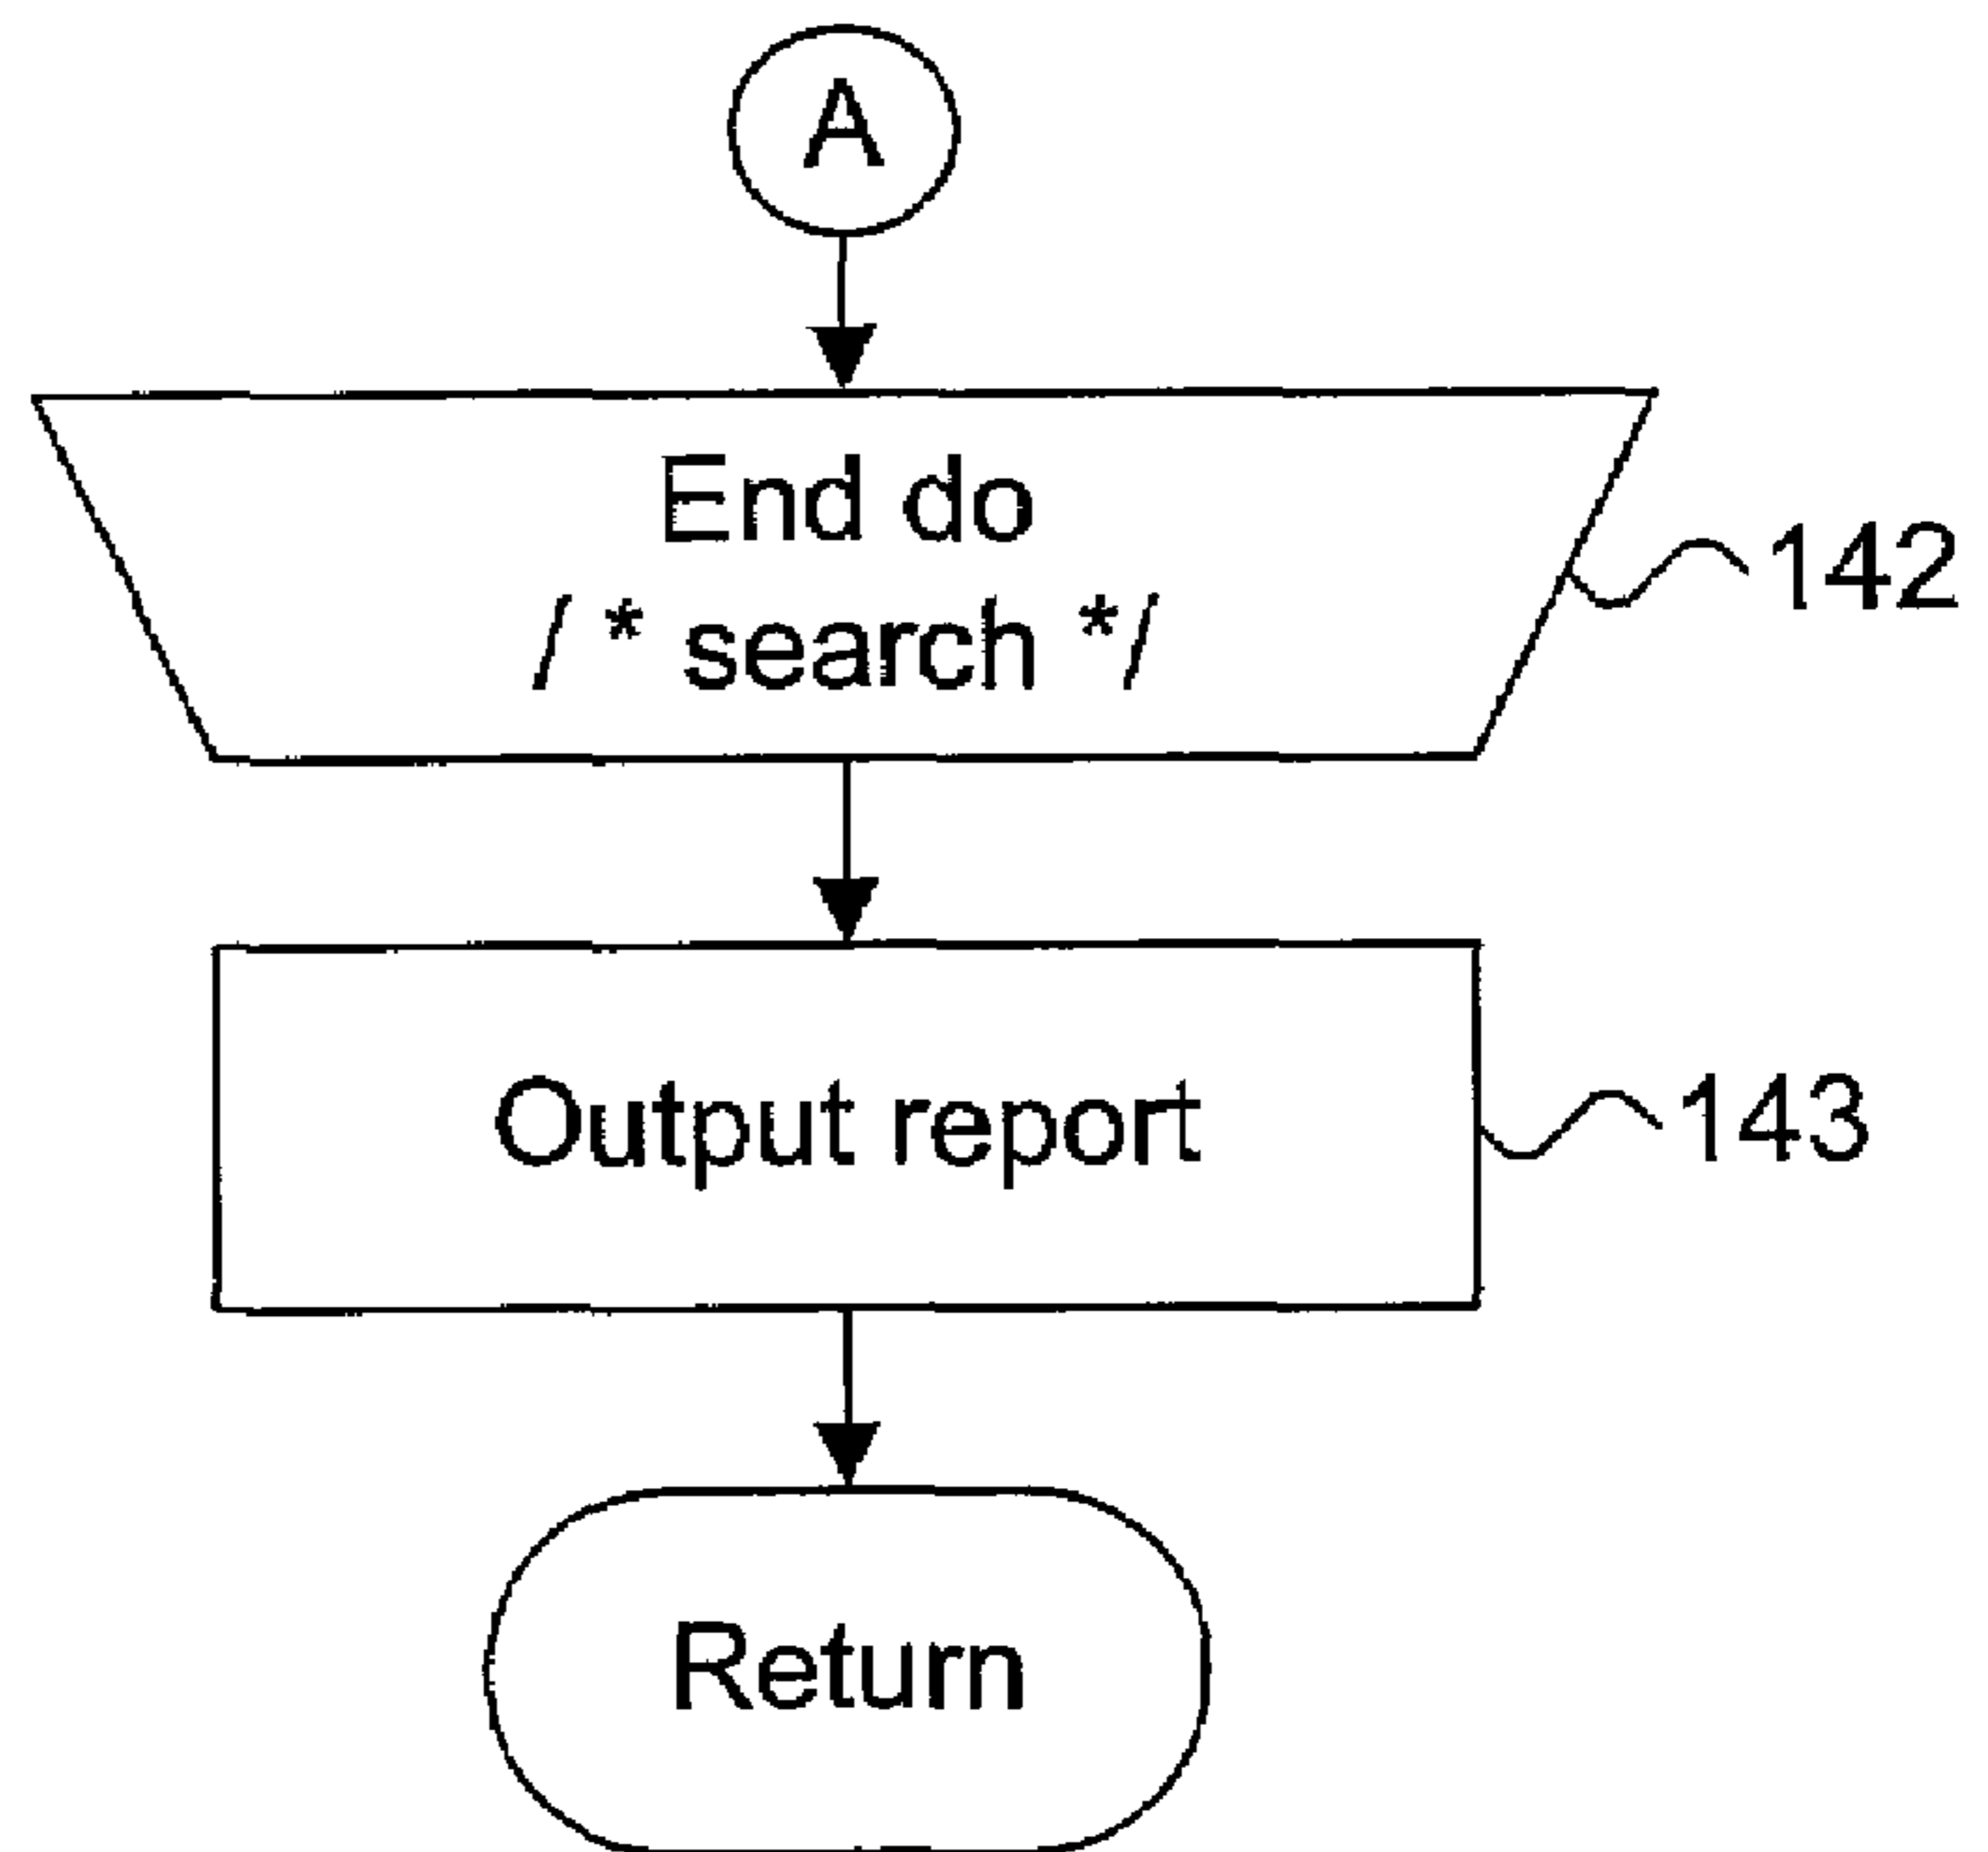 A
End do
/ * search */
142
Output report
143
Return